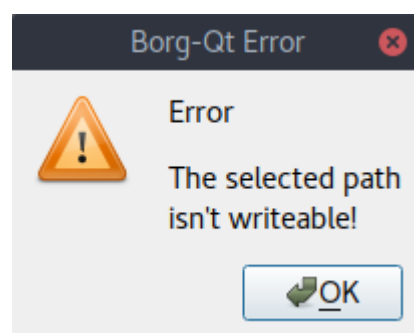 Borg-Qt Error
Error
The selected path
isn't writeable!
OK